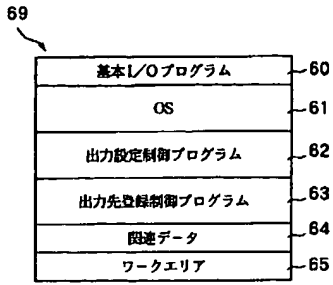 69
基本I/Oプログラム 60
OS 61
出力設定制御プログラム 62
出力先登録制御プログラム 63
関連データ 64
ワークエリア 65